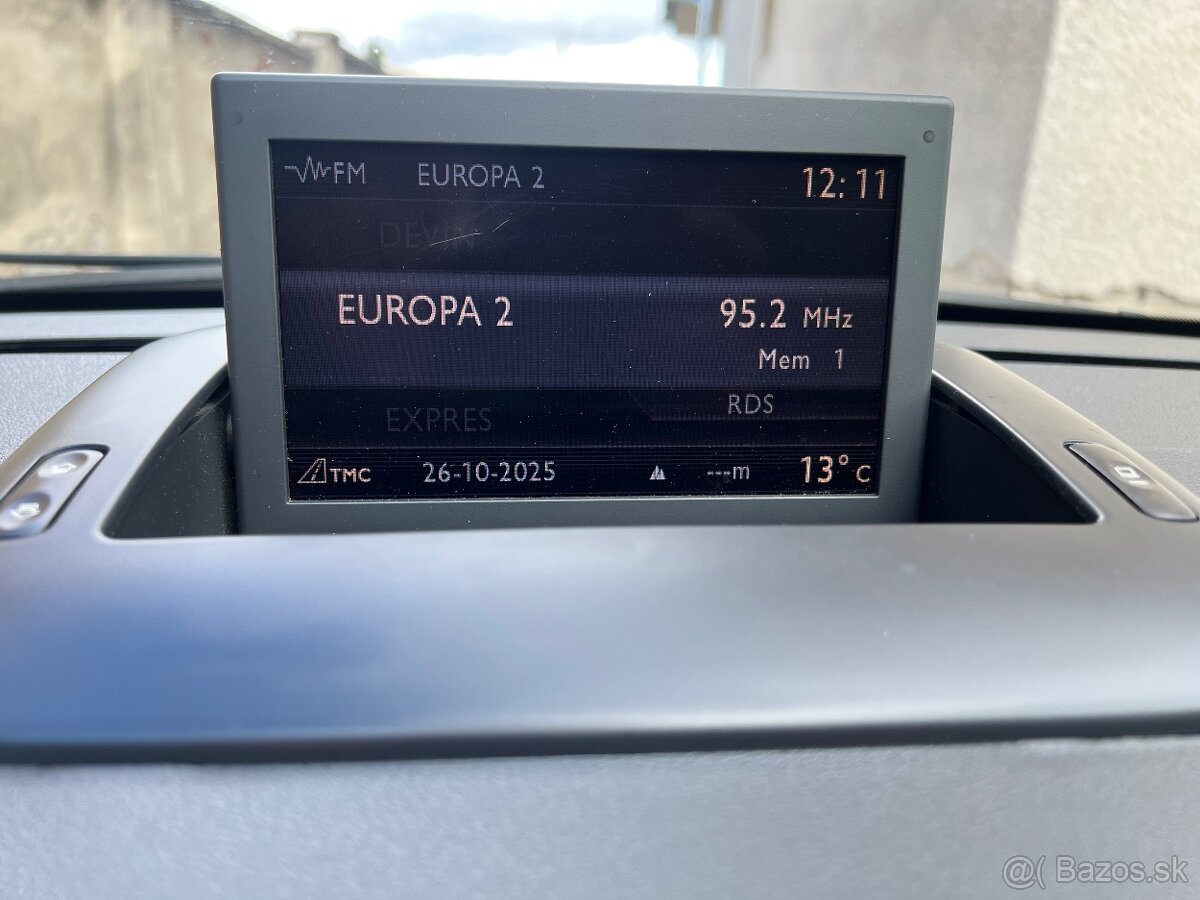 FM EUROPA 2 12:11
DEVIN
EUROPA 2 95.2 MHz
Mem 1
RDS
EXPRES
TMC 26-10-2025 ---m 13° C
@( Bazos.sk